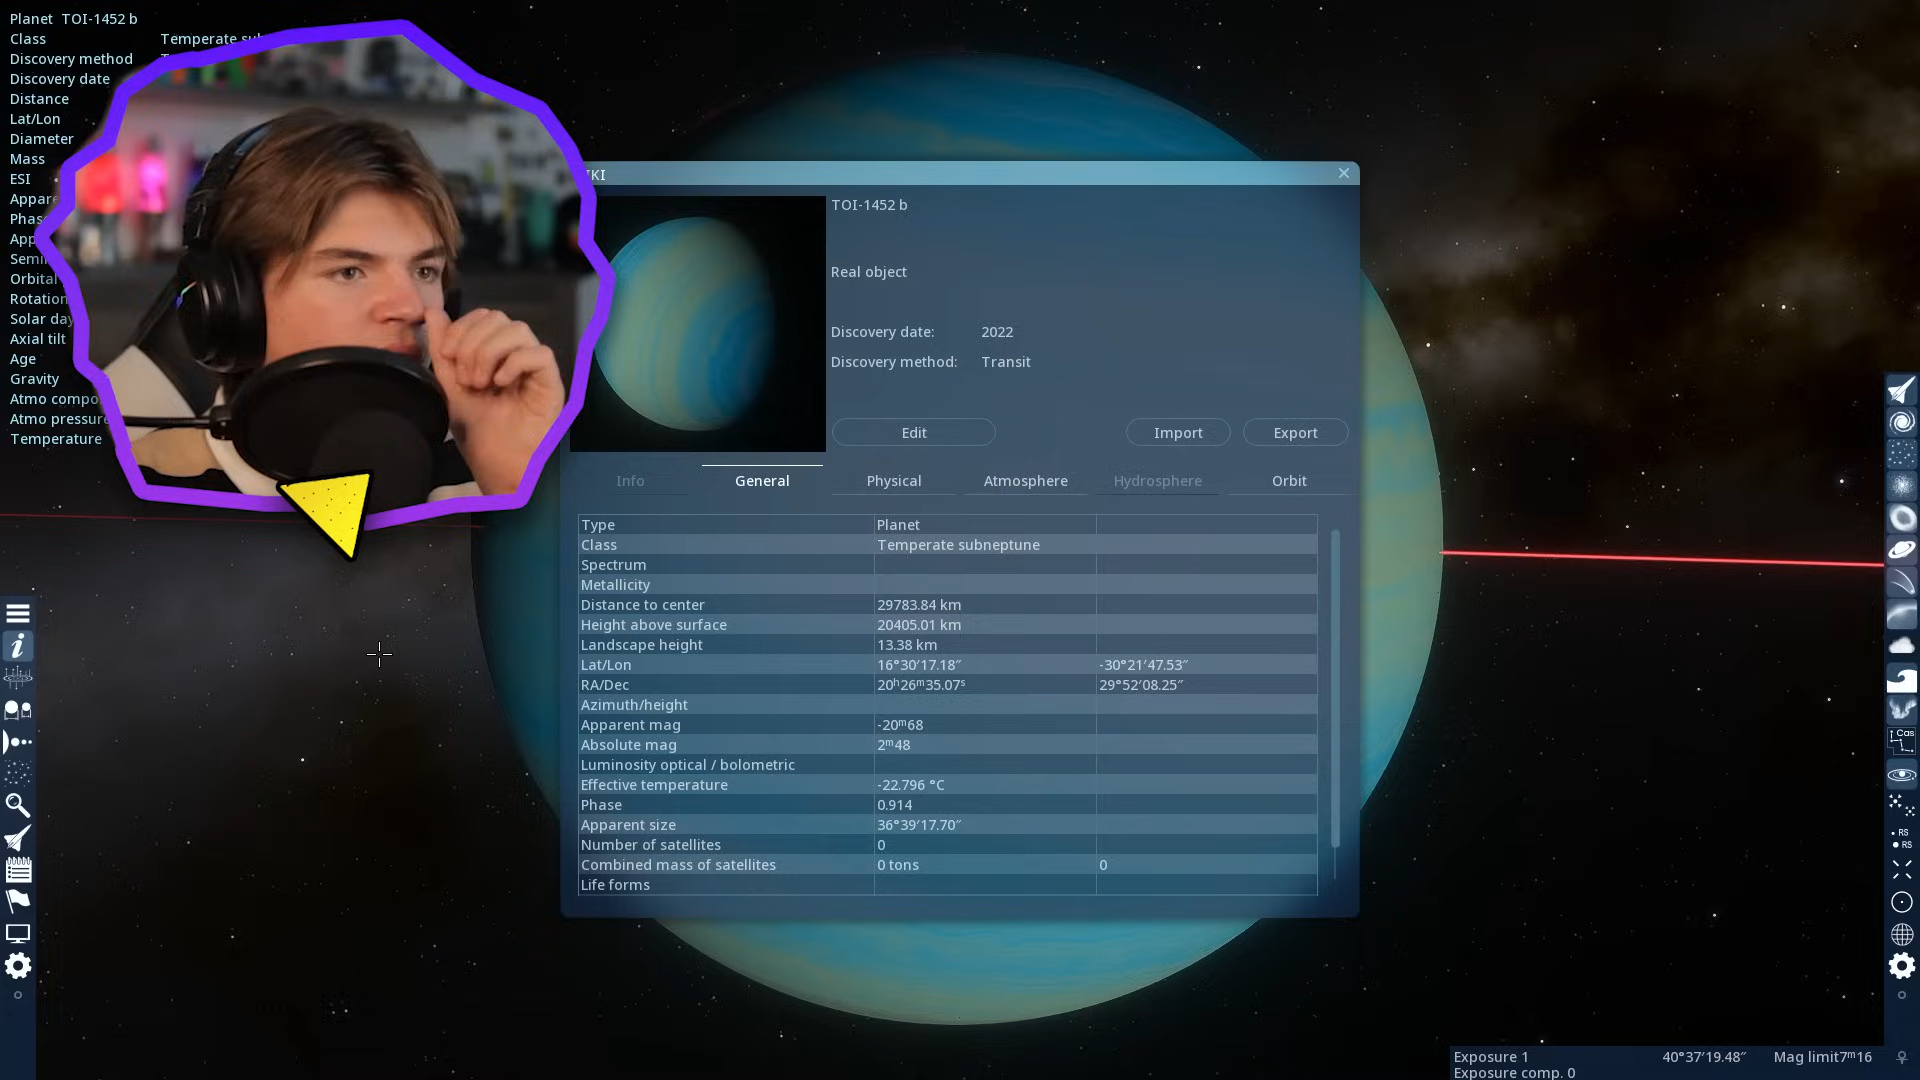 Planet TOI-1452 b
Class Temperate
Discovery method
Discovery date
Distance
Lat/Lon
Diameter
Mass
ESI
Phas
Orbital
Rotation
Solar day
Axial tilt
Age
Gravity
Atmo compo
Atmo pressure
Temperature
TOI-1452 b
Real object
Discovery date: 2022
Discovery method: Transit
Edit Import Export
Info General Physical Atmosphere Hydrosphere Orbit
Type Planet
Class Temperate subneptune
Spectrum
Metallicity
Distance to center 29783.84 km
Height above surface 20405.01 km
Landscape height 13.38 km
Lat/Lon 16°30′17.18″ -30°21′47.53″
RA/Dec 20ʰ26ᵐ35.07ˢ 29°52′08.25″
Azimuth/height
Apparent mag -20ᵐ68
Absolute mag 2ᵐ48
Luminosity optical / bolometric
Effective temperature -22.796 °C
Phase 0.914
Apparent size 36°39′17.70″
Number of satellites 0
Combined mass of satellites 0 tons 0
Life forms
Cas
RS
RS
Exposure 1 40°37′19.48″ Mag limit7ᵐ16
Exposure comp. 0